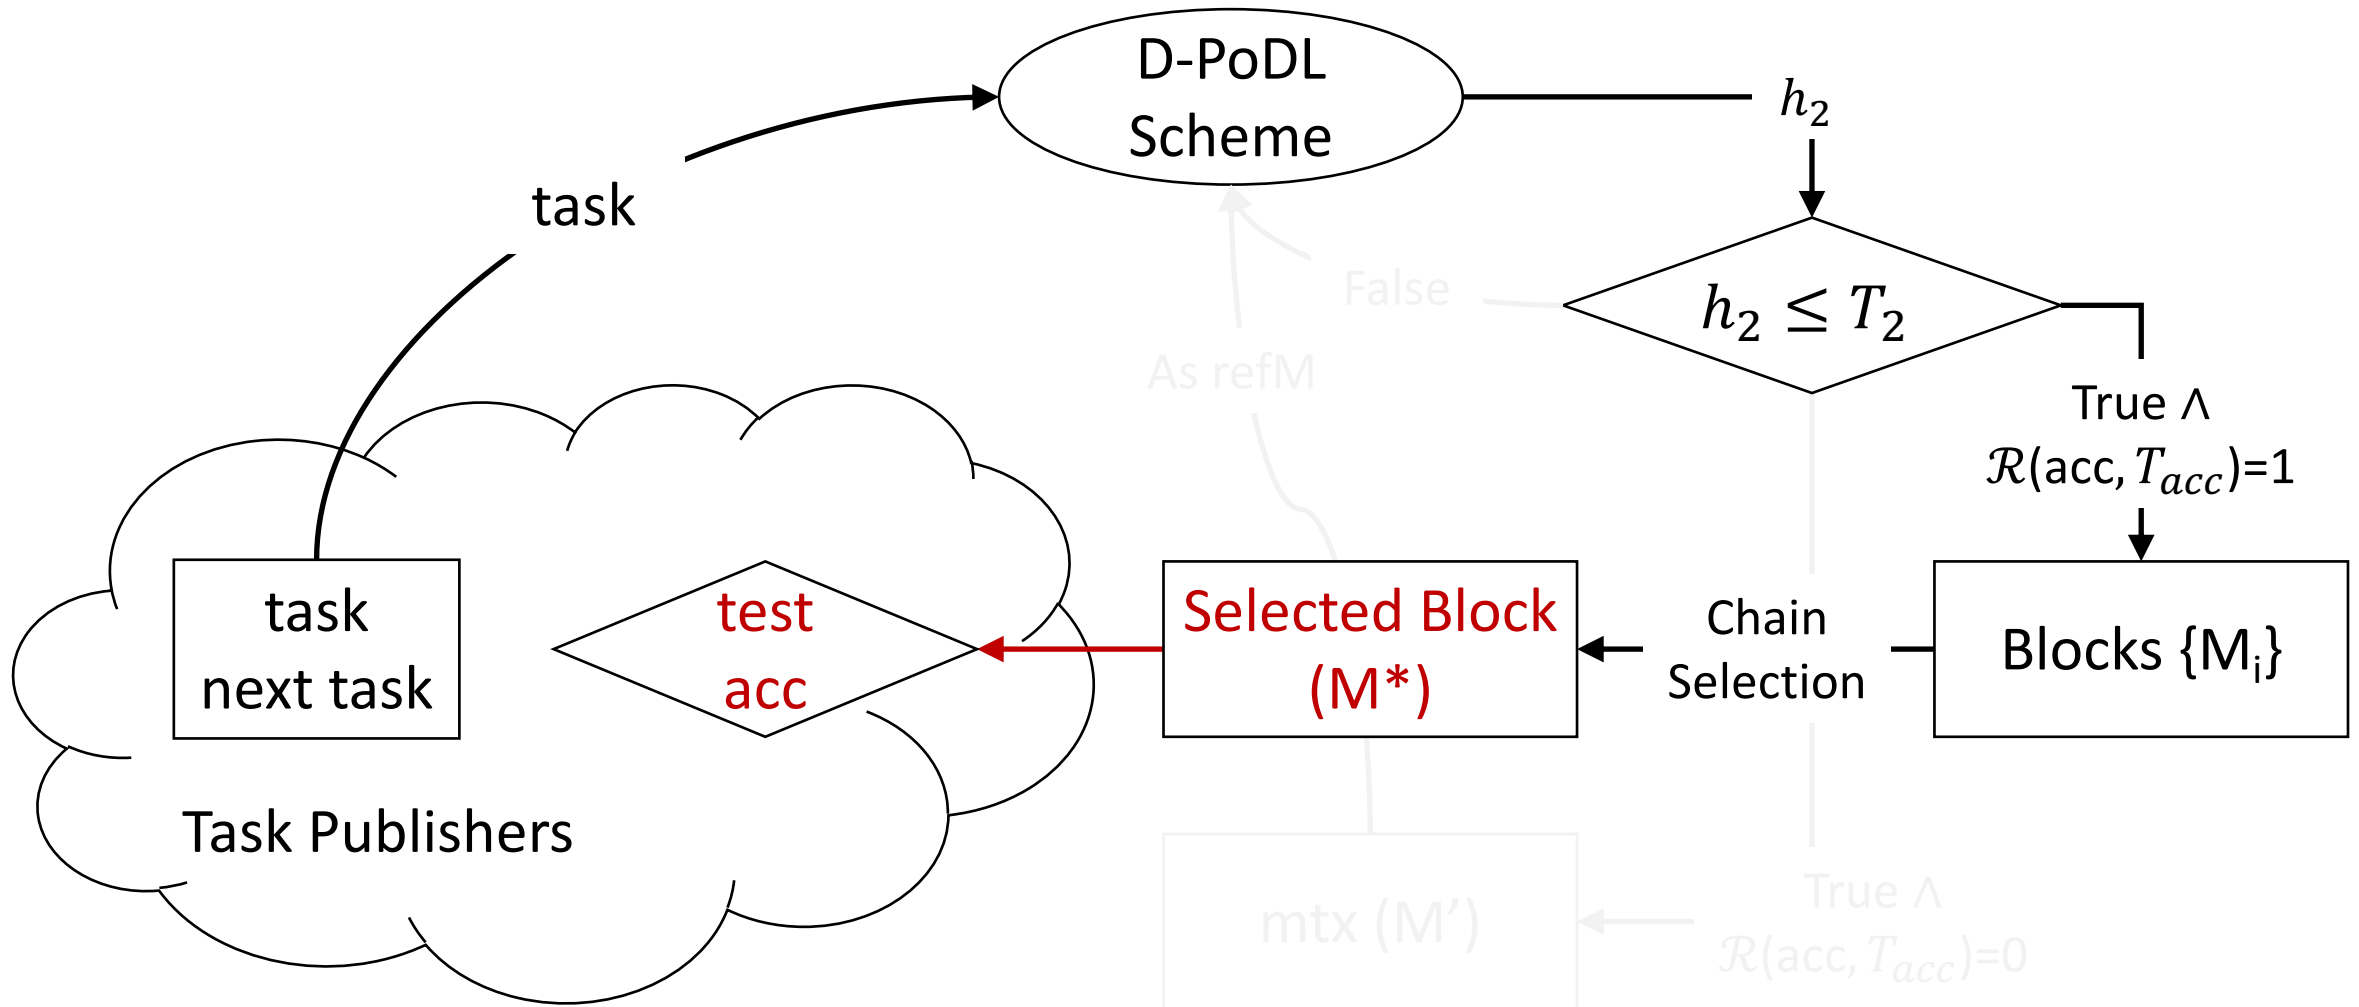 D-PoDL
Scheme
h₂
task
False
h₂ ≤ T₂
As refM
True ∧
ℛ(acc, Tₐcc)=1
task
next task
test
acc
Selected Block
(M*)
Chain
Selection
Blocks {Mᵢ}
Task Publishers
mtx (M’)
True ∧
ℛ(acc, Tₐcc)=0